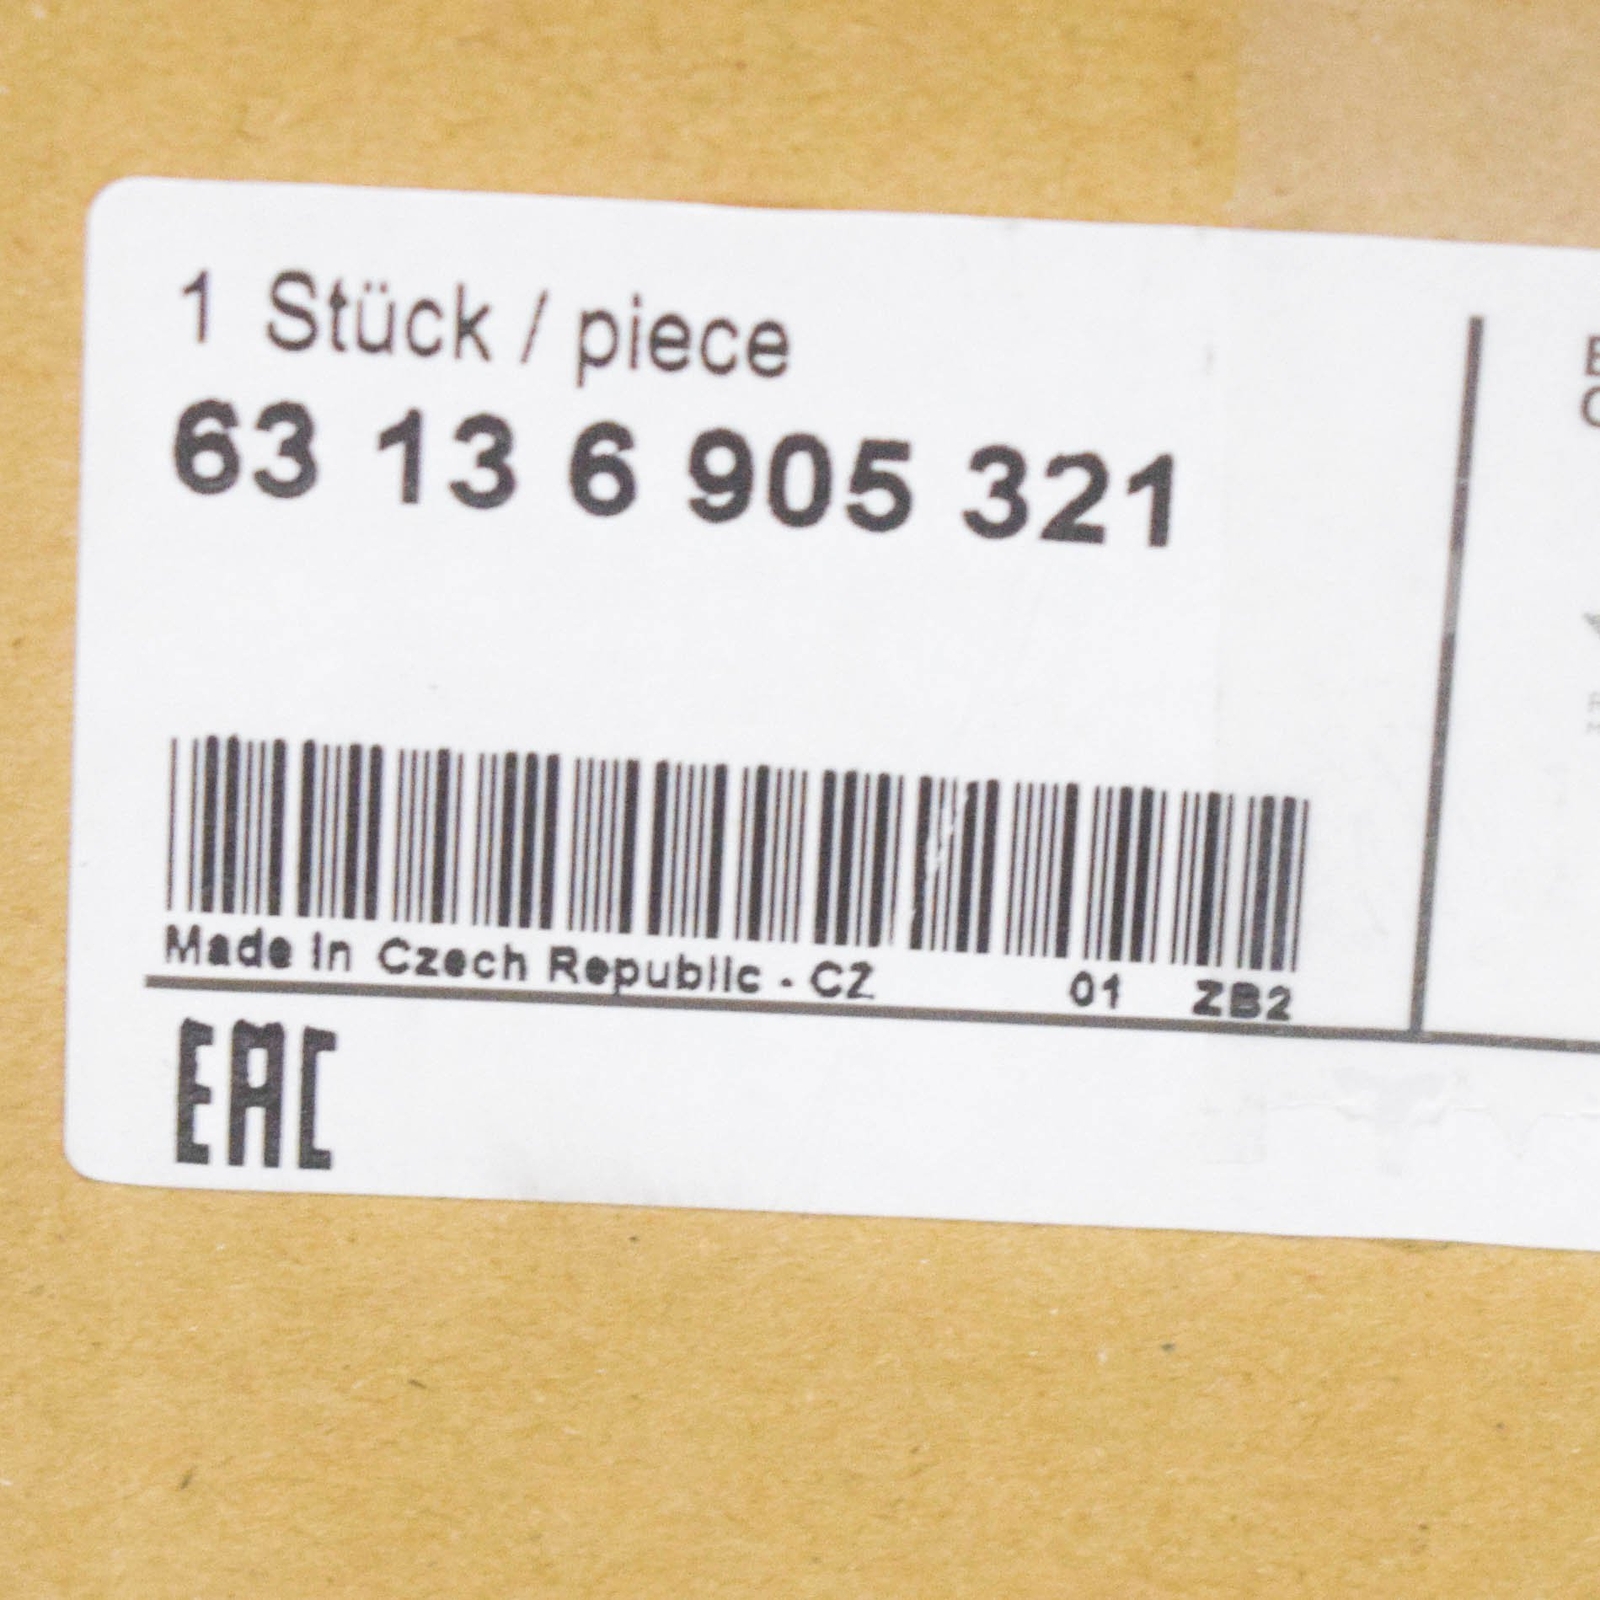 1 Stück / piece
63 13 6 905 321
Made in Czech Republic - CZ 01 ZB2
EAC